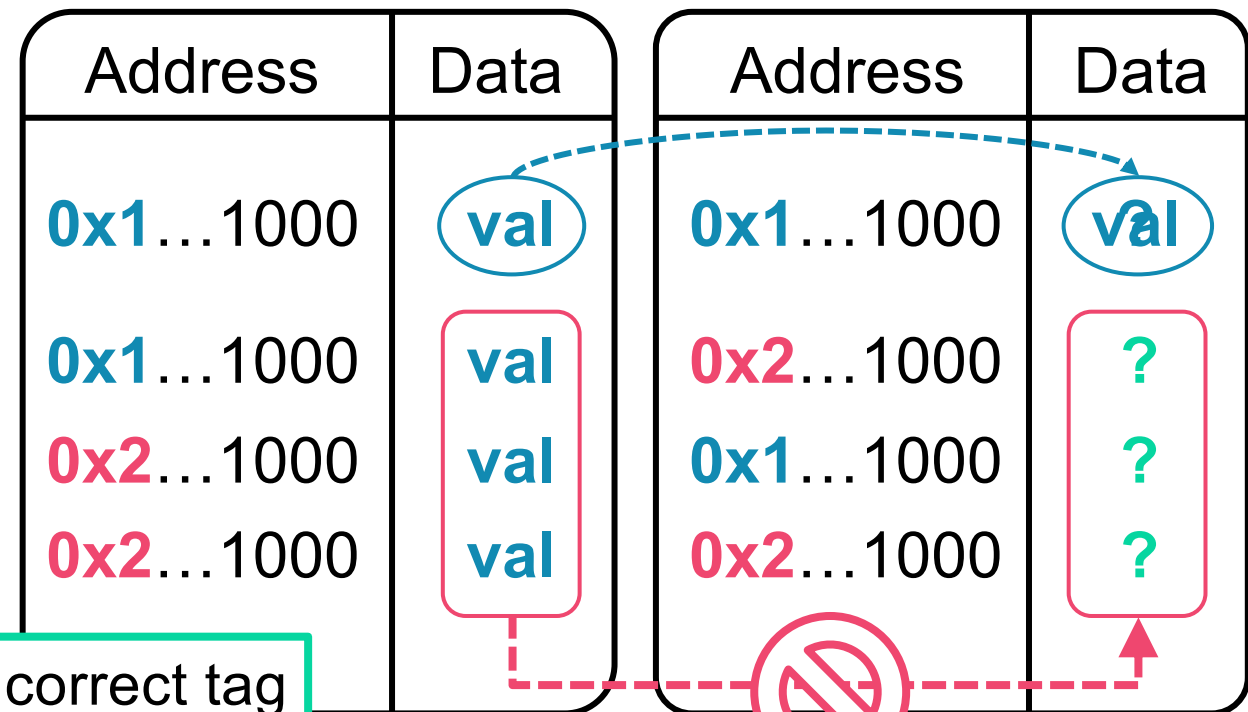 Address Data Address Data
0x1…1000 val 0x1…1000 val
0x1…1000 val 0x2…1000 ?
0x2…1000 val 0x1…1000 ?
0x2…1000 val 0x2…1000 ?
correct tag